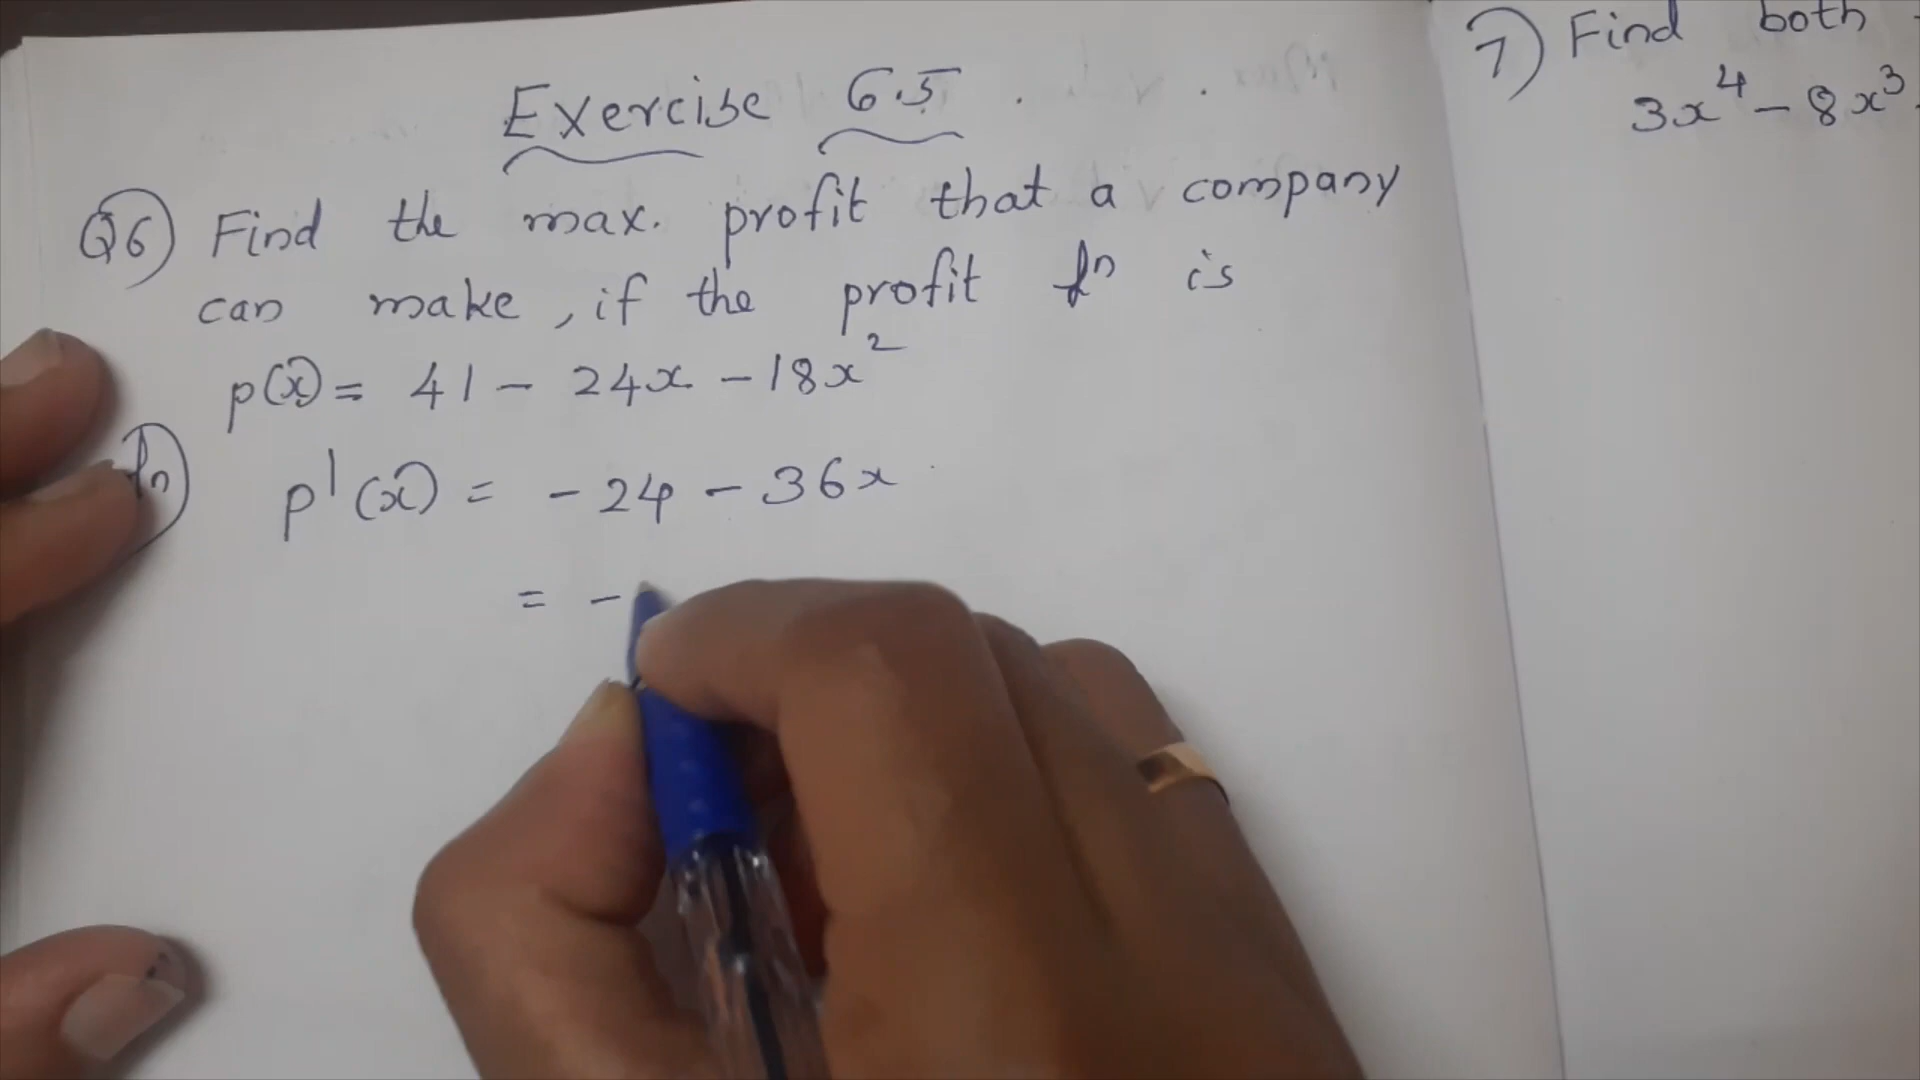 Exercise 6.5
Q6) Find the max. profit that a company
can make, if the profit fn is
p(x) = 41 - 24x - 18x²
p'(x) = -24 - 36x
= -
7) Find both
3x⁴ - 8x³